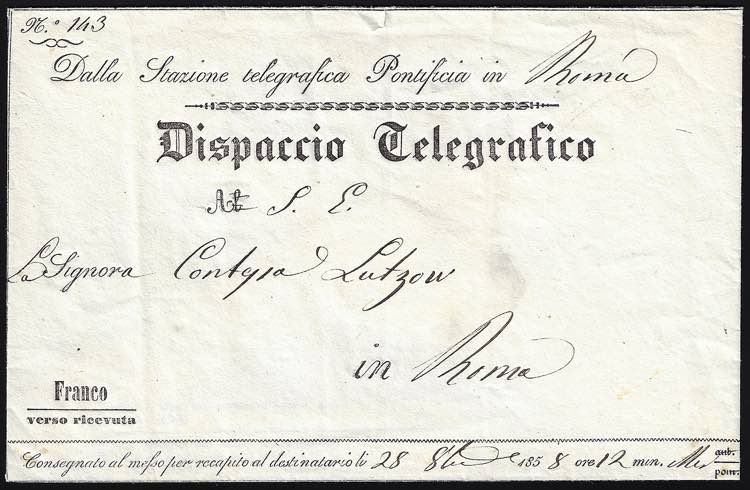 N.º 143
Dalla Stazione telegrafica Pontificia in Roma
Dispaccio Telegrafico
A S. E.
La Signora Contessa Lutzow
in Roma
Franco
verso ricevuta
Consegnato al messo per recapito al destinatario li 28 8bre 1858 ore 12 min. Mer
ant.
pom.